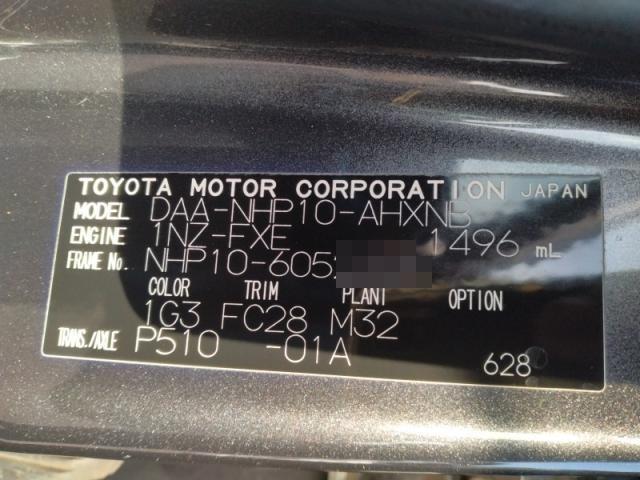 TOYOTA MOTOR CORPORATION JAPAN
MODEL DAA-NHP10-AHXNB
ENGINE 1NZ-FXE 1496 mL
FRAME No. NHP10-605
COLOR TRIM PLANT OPTION
1G3 FC28 M32
TRANS./AXLE P510 -01A
628